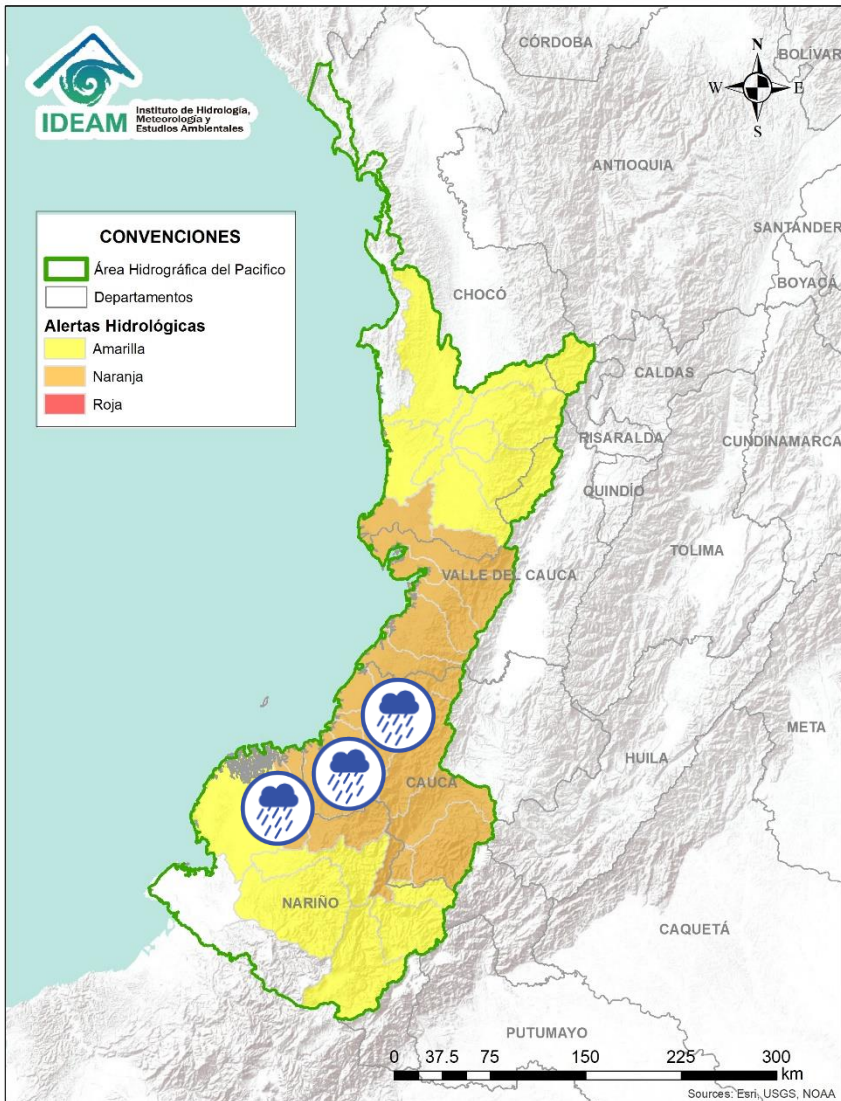 IDEAM
Instituto de Hidrología,
Meteorología y
Estudios Ambientales
CÓRDOBA
BOLÍVAR
N
W
E
S
ANTIOQUIA
SANTANDER
BOYACÁ
CONVENCIONES
Área Hidrográfica del Pacifico
Departamentos
Alertas Hidrológicas
Amarilla
Naranja
Roja
CHOCÓ
CALDAS
RISARALDA
CUNDINAMARCA
QUINDÍO
TOLIMA
VALLE DEL CAUCA
META
HUILA
CAUCA
NARIÑO
CAQUETÁ
PUTUMAYO
0 37.5 75 150 225 300
km
Sources: Esri, USGS, NOAA